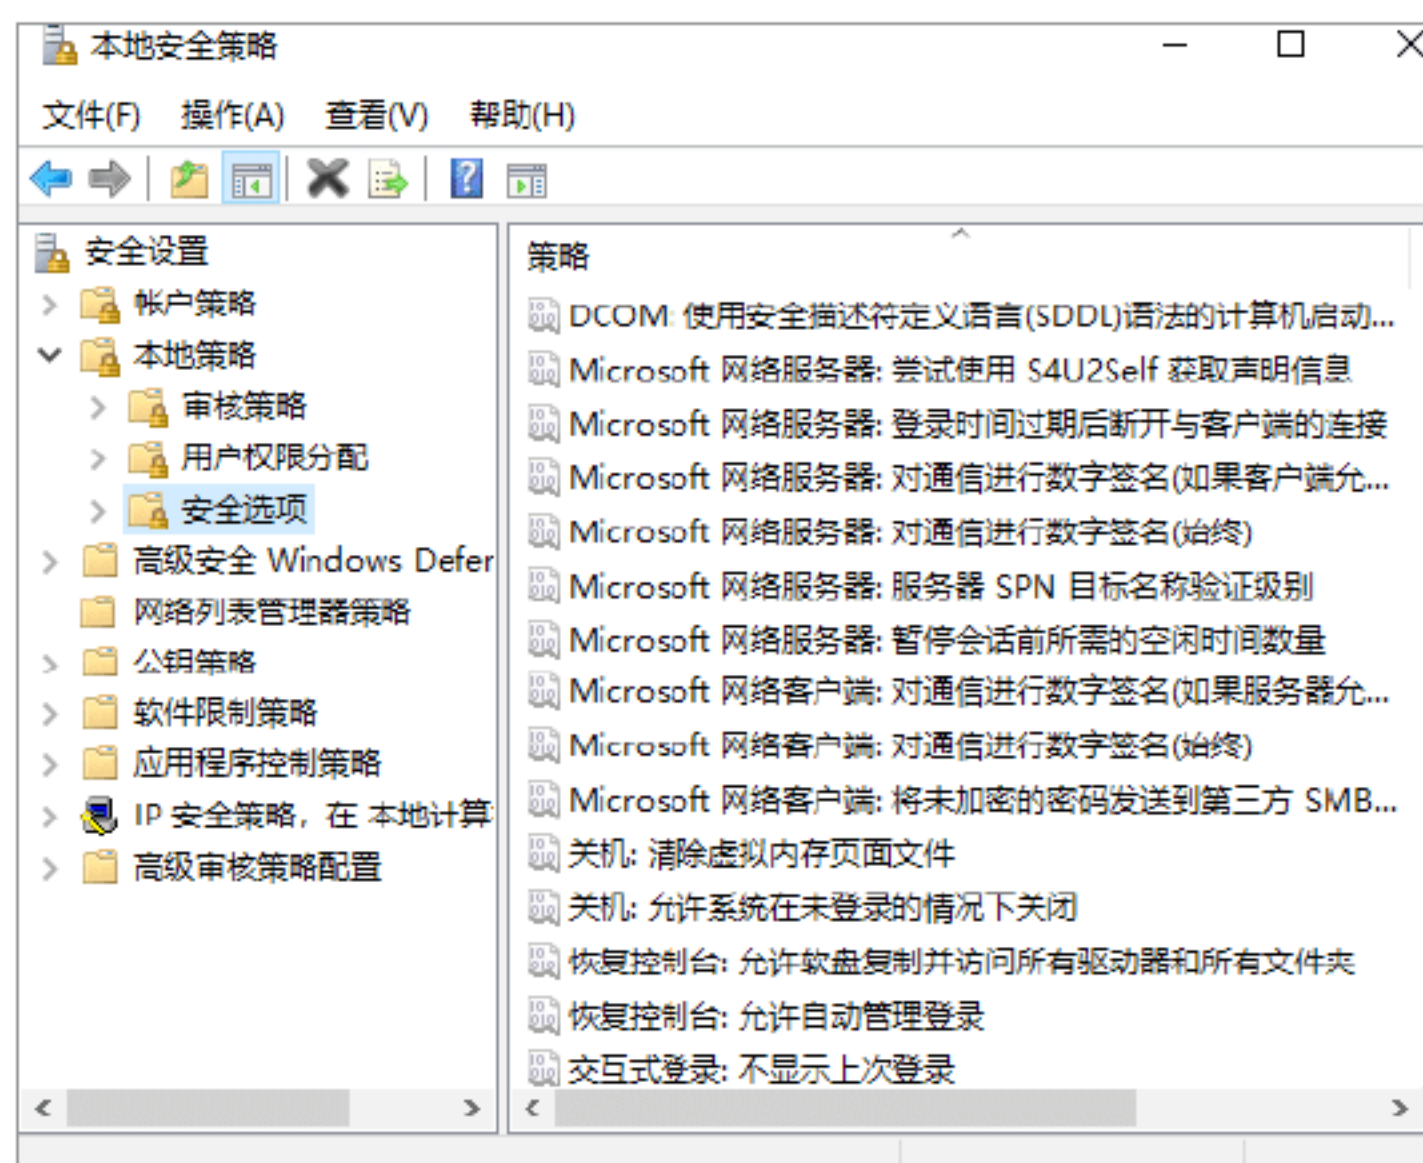 本地安全策略
文件(F) 操作(A) 查看(V) 帮助(H)
安全设置
帐户策略
本地策略
审核策略
用户权限分配
安全选项
高级安全 Windows Defer
网络列表管理器策略
公钥策略
软件限制策略
应用程序控制策略
IP 安全策略，在 本地计算
高级审核策略配置
策略
DCOM: 使用安全描述符定义语言(SDDL)语法的计算机启动...
Microsoft 网络服务器: 尝试使用 S4U2Self 获取声明信息
Microsoft 网络服务器: 登录时间过期后断开与客户端的连接
Microsoft 网络服务器: 对通信进行数字签名(如果客户端允...
Microsoft 网络服务器: 对通信进行数字签名(始终)
Microsoft 网络服务器: 服务器 SPN 目标名称验证级别
Microsoft 网络服务器: 暂停会话前所需的空闲时间数量
Microsoft 网络客户端: 对通信进行数字签名(如果服务器允...
Microsoft 网络客户端: 对通信进行数字签名(始终)
Microsoft 网络客户端: 将未加密的密码发送到第三方 SMB...
关机: 清除虚拟内存页面文件
关机: 允许系统在未登录的情况下关闭
恢复控制台: 允许软盘复制并访问所有驱动器和所有文件夹
恢复控制台: 允许自动管理登录
交互式登录: 不显示上次登录